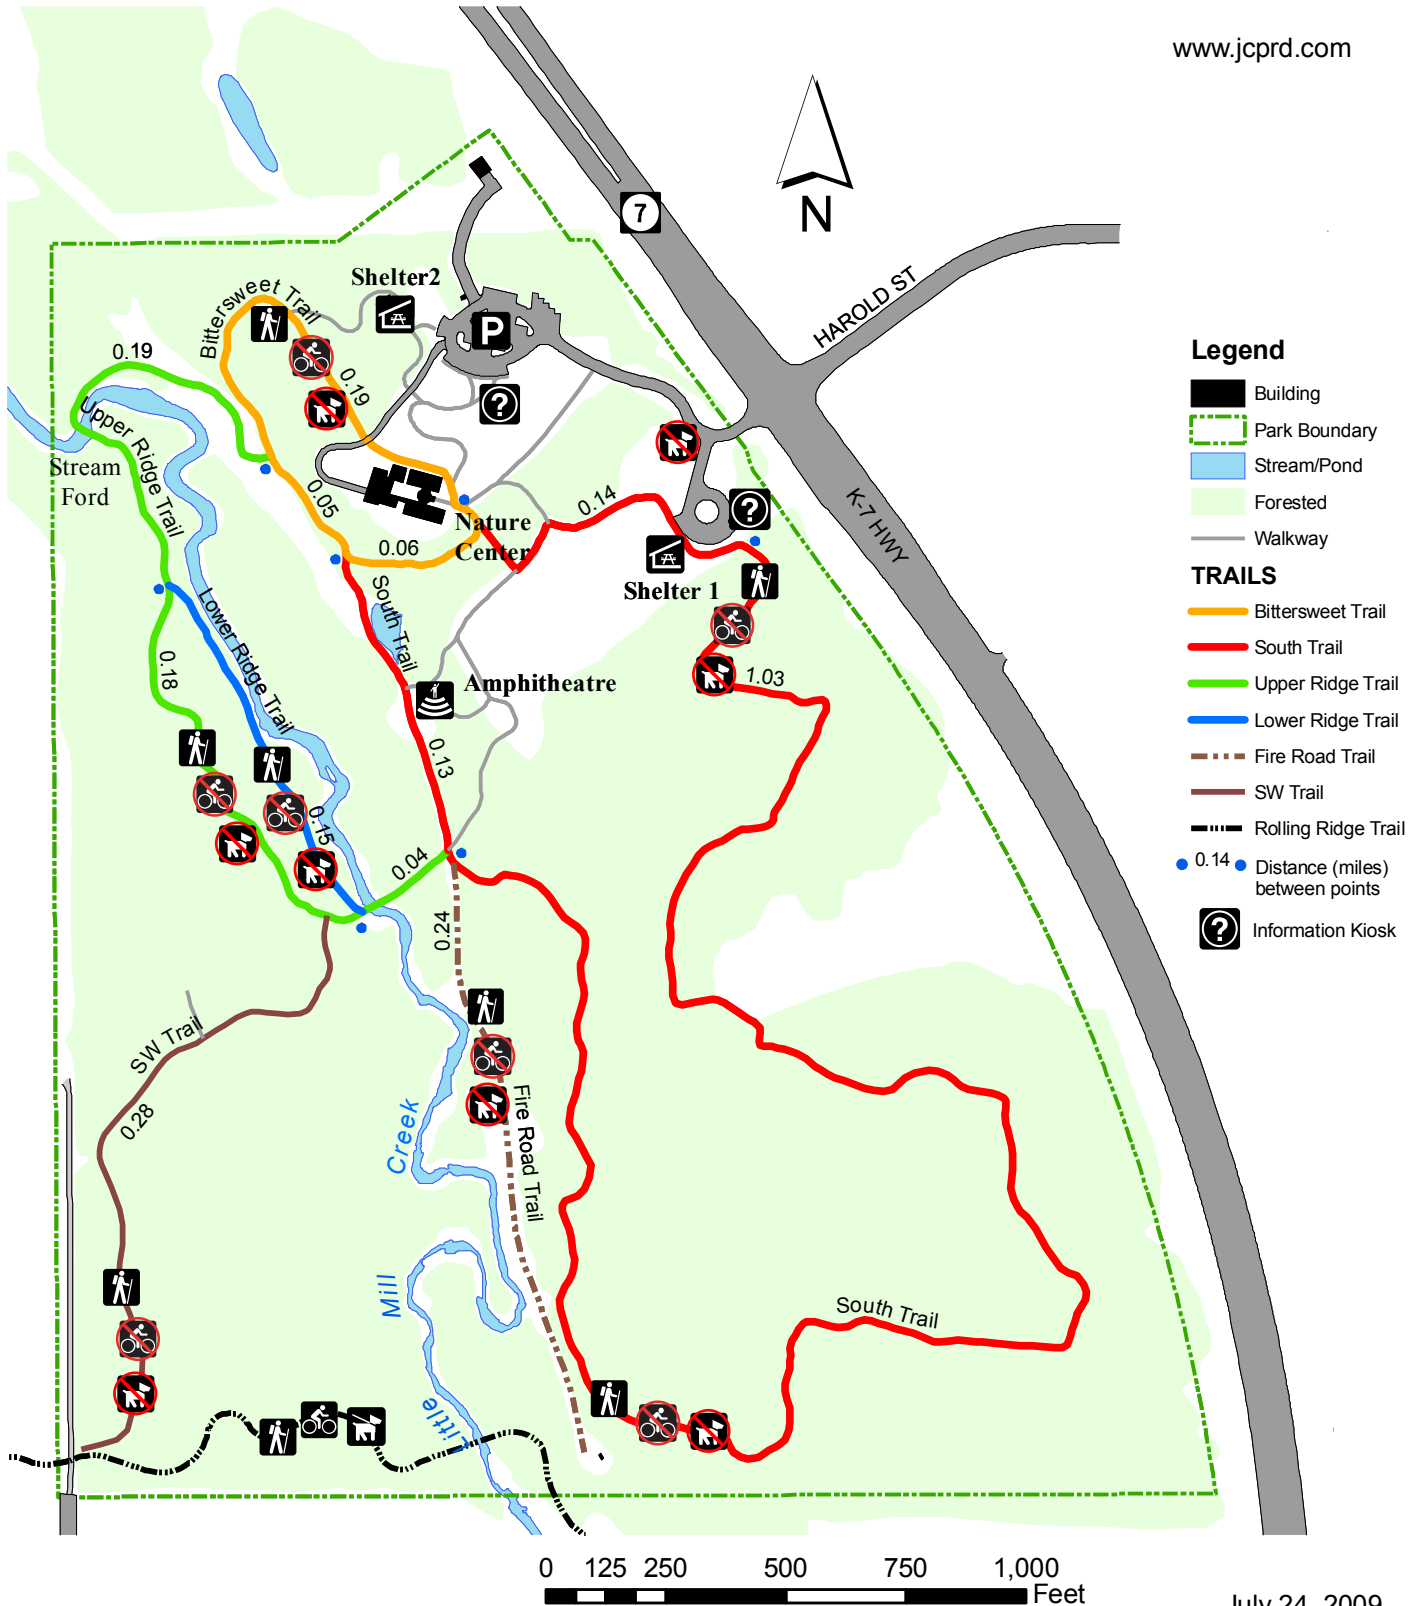 www.jcprd.com
7
N
HAROLD ST
Shelter2
Bittersweet Trail
P
0.19
0.19
?
Upper Ridge Trail
Stream
Ford
0.05
0.14
Nature
Center
0.06
?
K-7 HWY
Shelter 1
South Trail
Lower Ridge Trail
0.18
1.03
Amphitheatre
0.13
0.15
0.04
0.24
SW Trail
0.28
Fire Road Trail
Creek
Mill
Little
South Trail
Legend
Building
Park Boundary
Stream/Pond
Forested
Walkway
TRAILS
Bittersweet Trail
South Trail
Upper Ridge Trail
Lower Ridge Trail
Fire Road Trail
SW Trail
Rolling Ridge Trail
0.14 Distance (miles)
between points
? Information Kiosk
0 125 250 500 750 1,000
Feet
July 24, 2009